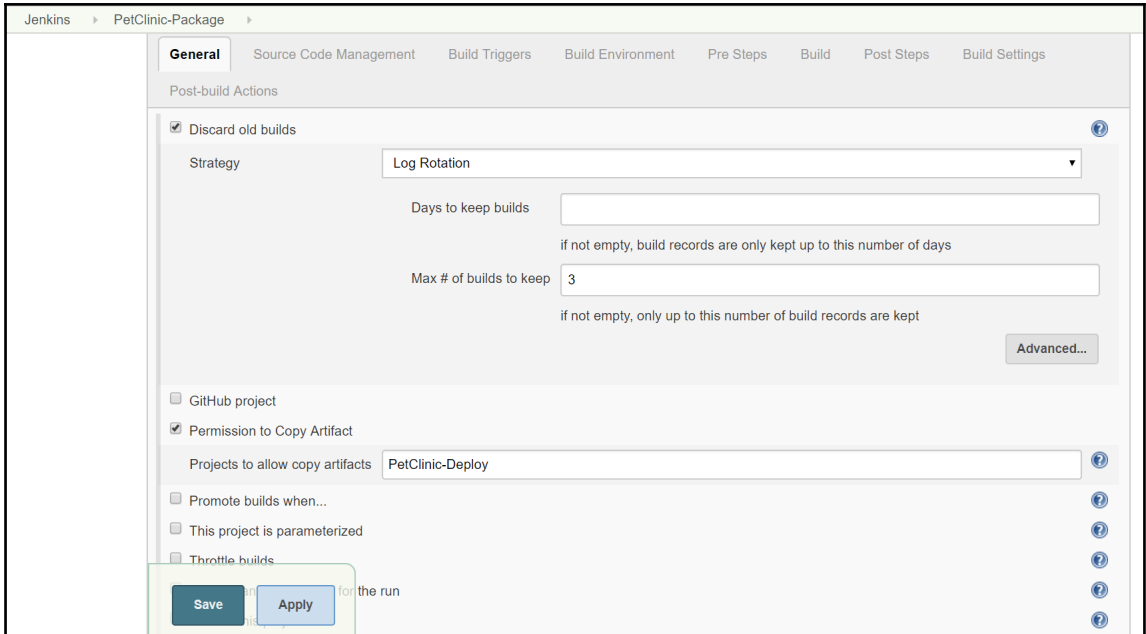 Jenkins PetClinic-Package
General Source Code Management Build Triggers Build Environment Pre Steps Build Post Steps Build Settings
Post-build Actions
Discard old builds
Strategy Log Rotation
Days to keep builds
if not empty, build records are only kept up to this number of days
Max # of builds to keep 3
if not empty, only up to this number of build records are kept
Advanced...
GitHub project
Permission to Copy Artifact
Projects to allow copy artifacts PetClinic-Deploy
Promote builds when...
This project is parameterized
Throttle builds
for the run
Save Apply